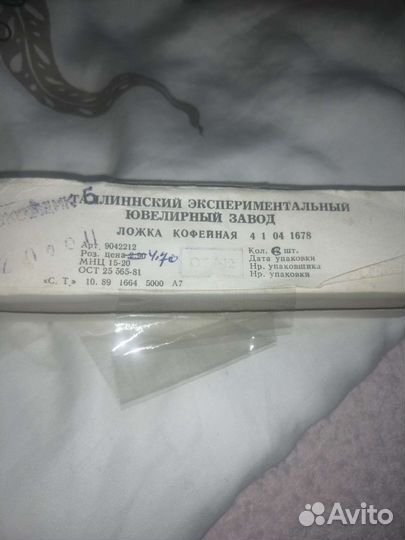 ТАЛЛИННСКИЙ ЭКСПЕРИМЕНТАЛЬНЫЙ
ЮВЕЛИРНЫЙ ЗАВОД
ЛОЖКА КОФЕЙНАЯ 4 1 04 1678
Арт. 9042212
Роз. цена 4.70
МНЦ 15-20
ОСТ 25 565-81
«С. Т.» 10. 89 1664 5000 А7
Кол. 6 шт.
Дата упаковки
Нр. упаковщика
Нр. упаковки
Avito